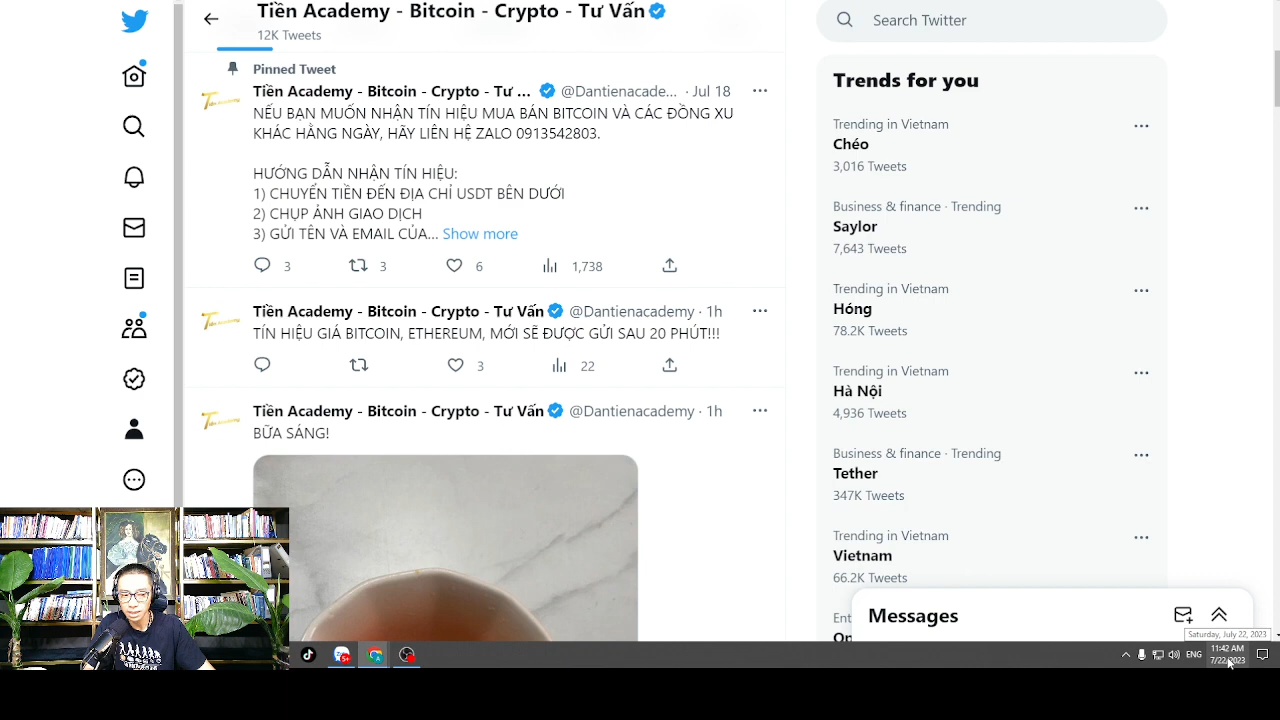 Tiền Academy - Bitcoin - Crypto - Tư Vấn
12K Tweets
Pinned Tweet
Tiền Academy - Bitcoin - Crypto - Tư ... @Dantienacade... · Jul 18
NẾU BẠN MUỐN NHẬN TÍN HIỆU MUA BÁN BITCOIN VÀ CÁC ĐỒNG XU
KHÁC HẰNG NGÀY, HÃY LIÊN HỆ ZALO 0913542803.
HƯỚNG DẪN NHẬN TÍN HIỆU:
1) CHUYỂN TIỀN ĐẾN ĐỊA CHỈ USDT BÊN DƯỚI
2) CHỤP ẢNH GIAO DỊCH
3) GỬI TÊN VÀ EMAIL CỦA... Show more
3 3 6 1,738
Tiền Academy - Bitcoin - Crypto - Tư Vấn @Dantienacademy · 1h
TÍN HIỆU GIÁ BITCOIN, ETHEREUM, MỚI SẼ ĐƯỢC GỬI SAU 20 PHÚT!!!
3 22
Tiền Academy - Bitcoin - Crypto - Tư Vấn @Dantienacademy · 1h
BỮA SÁNG!
Search Twitter
Trends for you
Trending in Vietnam
Chéo
3,016 Tweets
Business & finance · Trending
Saylor
7,643 Tweets
Trending in Vietnam
Hóng
78.2K Tweets
Trending in Vietnam
Hà Nội
4,936 Tweets
Business & finance · Trending
Tether
347K Tweets
Trending in Vietnam
Vietnam
66.2K Tweets
Messages
Saturday, July 22, 2023
ENG
11:42 AM
7/22/2023